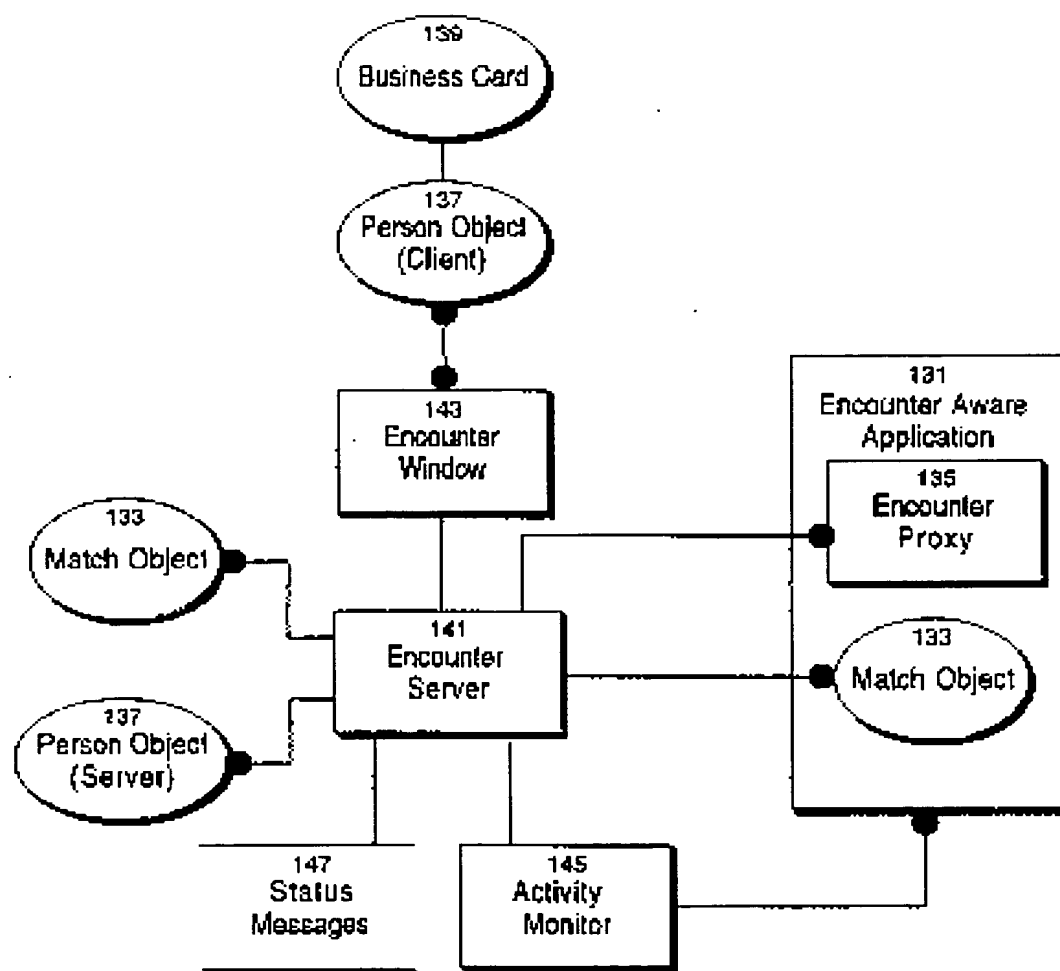 139
Business Card
137
Person Object
(Client)
143
Encounter
Window
131
Encounter Aware
Application
135
Encounter
Proxy
133
Match Object
133
Match Object
141
Encounter
Server
137
Person Object
(Server)
147
Status
Messages
145
Activity
Monitor